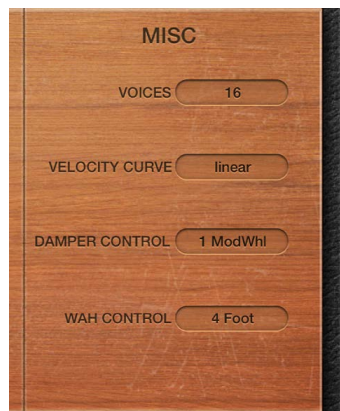 MISC
VOICES 16
VELOCITY CURVE linear
DAMPER CONTROL 1 ModWhl
WAH CONTROL 4 Foot